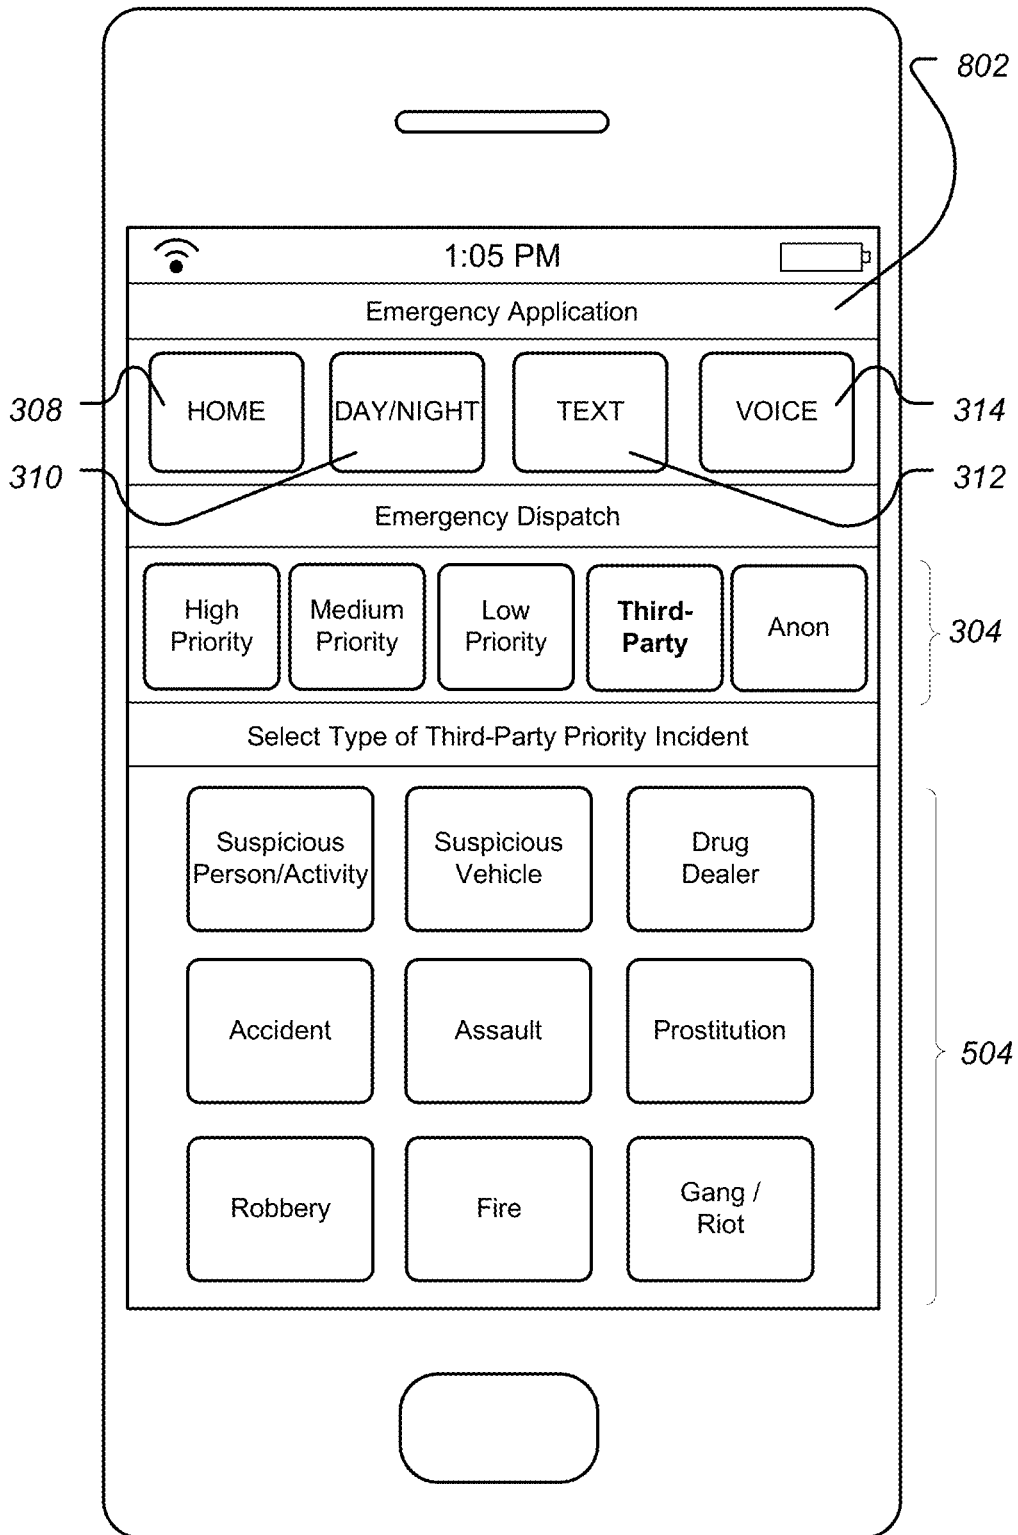 802
1:05 PM
Emergency Application
308
HOME
DAY/NIGHT
TEXT
VOICE
314
310
312
Emergency Dispatch
High
Priority
Medium
Priority
Low
Priority
Third-
Party
Anon
304
Select Type of Third-Party Priority Incident
Suspicious
Person/Activity
Suspicious
Vehicle
Drug
Dealer
Accident
Assault
Prostitution
504
Robbery
Fire
Gang /
Riot